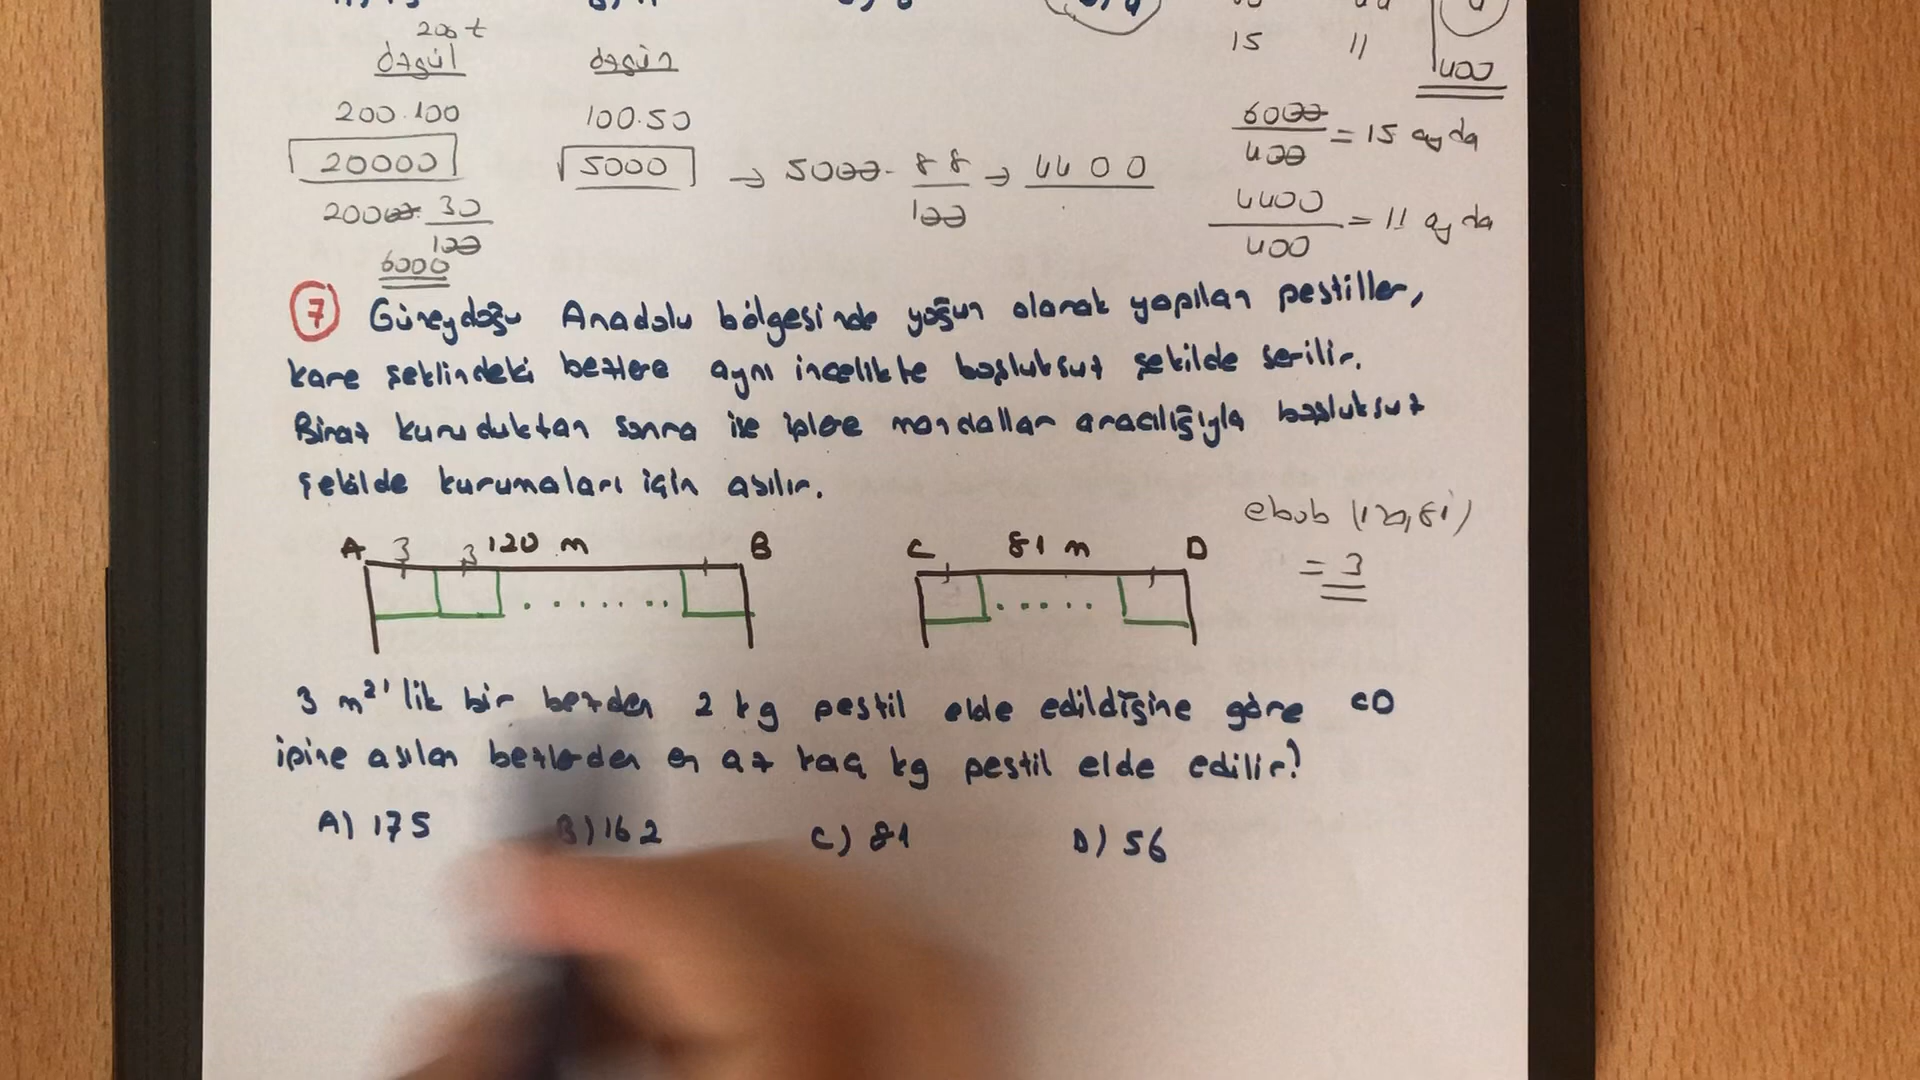 200 t
özgül
özgün
15
11
400
200.100
100.50
6000/400 = 15 ayda
20000
5000 → 5000. 88/100 → 4400
4400/400 = 11 ayda
20000. 30/100
6000
7 Güneydoğu Anadolu bölgesinde yoğun olarak yapılan pestiller,
kare şeklindeki bezlere aynı incelikte boşluksuz şekilde serilir.
Biraz kuruduktan sonra ise iplere mandallar aracılığıyla boşluksuz
şekilde kurumaları için asılır.
ebob (120,81)
= 3
A 3 3 120 m B
C 81 m D
3 m²'lik bir bezden 2 kg pestil elde edildiğine göre CD
ipine asılan bezlerden en az kaç kg pestil elde edilir?
A) 175 B) 162 C) 81 D) 56